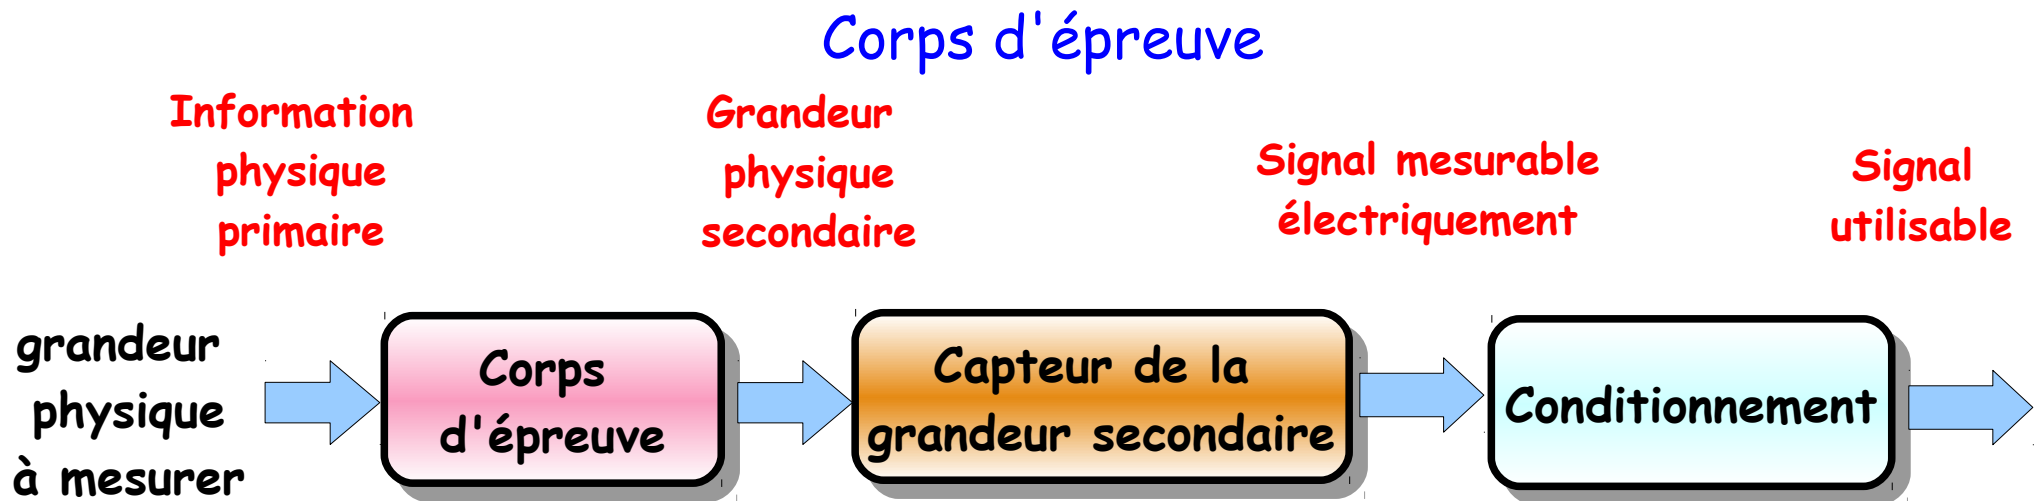 Corps d'épreuve
Information
physique
primaire
Grandeur
physique
secondaire
Signal mesurable
électriquement
Signal
utilisable
grandeur
physique
à mesurer
Corps
d'épreuve
Capteur de la
grandeur secondaire
Conditionnement